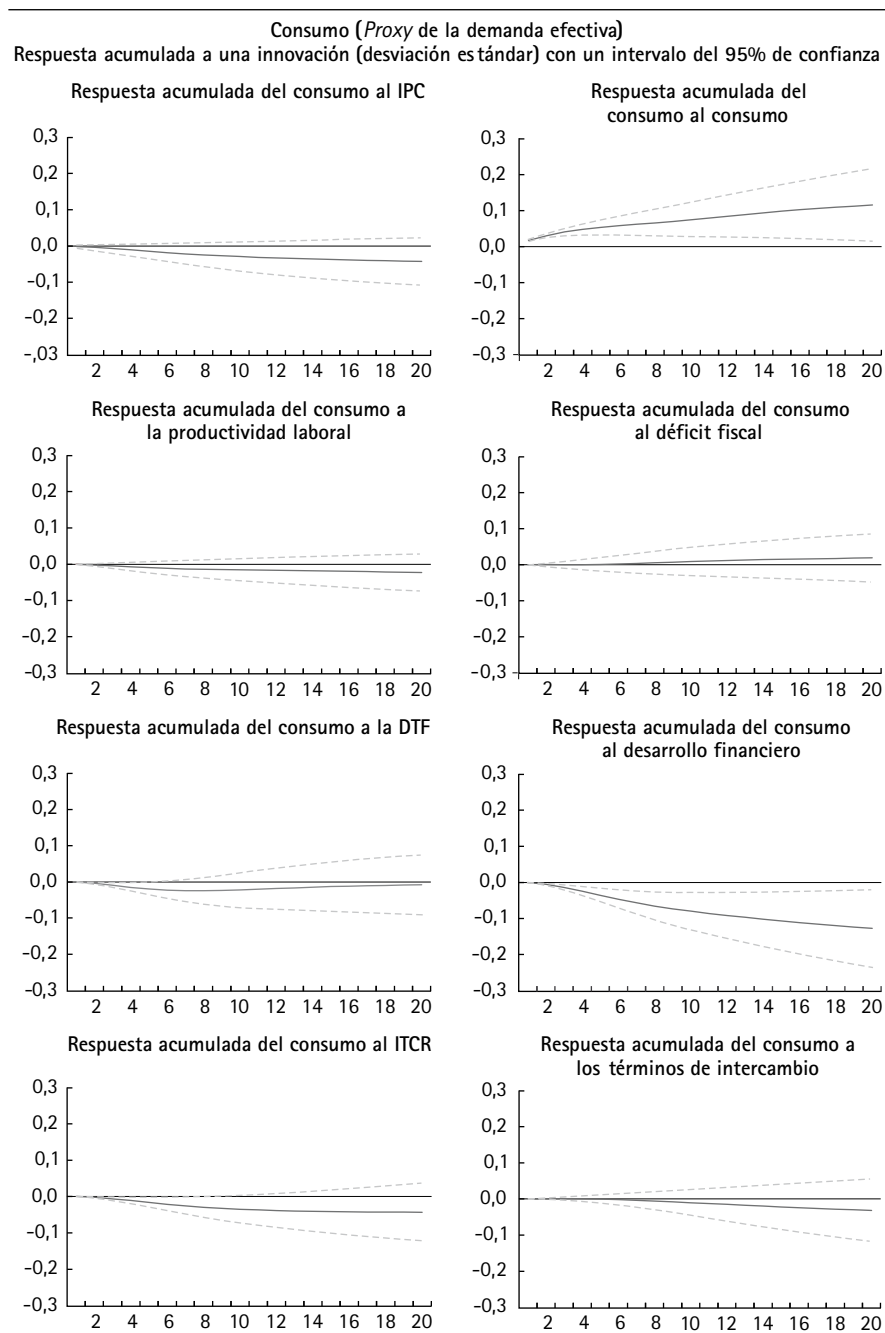 Consumo (Proxy de la demanda efectiva)
Respuesta acumulada a una innovación (desviación es tándar) con un intervalo del 95% de confianza
Respuesta acumulada del consumo al IPC
0,3
0,2
0,1
0,0
-0,1
-0,2
-,03
2 4 6 8 10 12 14 16 18 20
Respuesta acumulada del
consumo al consumo
0,3
0,2
0,1
0,0
-0,1
-0,2
-0,3
2 4 6 8 10 12 14 16 18 20
Respuesta acumulada del consumo a
la productividad laboral
0,3
0,2
0,1
0,0
-0,1
-0,2
-0,3
2 4 6 8 10 12 14 16 18 20
Respuesta acumulada del consumo
al déficit fiscal
0,3
0,2
0,1
0,0
-0,1
-0,2
-0,3
2 4 6 8 10 12 14 16 18 20
Respuesta acumulada del consumo a la DTF
0,3
0,2
0,1
0,0
-0,1
-0,2
-0,3
2 4 6 8 10 12 14 16 18 20
Respuesta acumulada del consumo
al desarrollo financiero
0,3
0,2
0,1
0,0
-0,1
-0,2
-0,3
2 4 6 8 10 12 14 16 18 20
Respuesta acumulada del consumo al ITCR
0,3
0,2
0,1
0,0
-0,1
-0,2
-0,3
2 4 6 8 10 12 14 16 18 20
Respuesta acumulada del consumo a
los términos de intercambio
0,3
0,2
0,1
0,0
-0,1
-0,2
-0,3
2 4 6 8 10 12 14 16 18 20